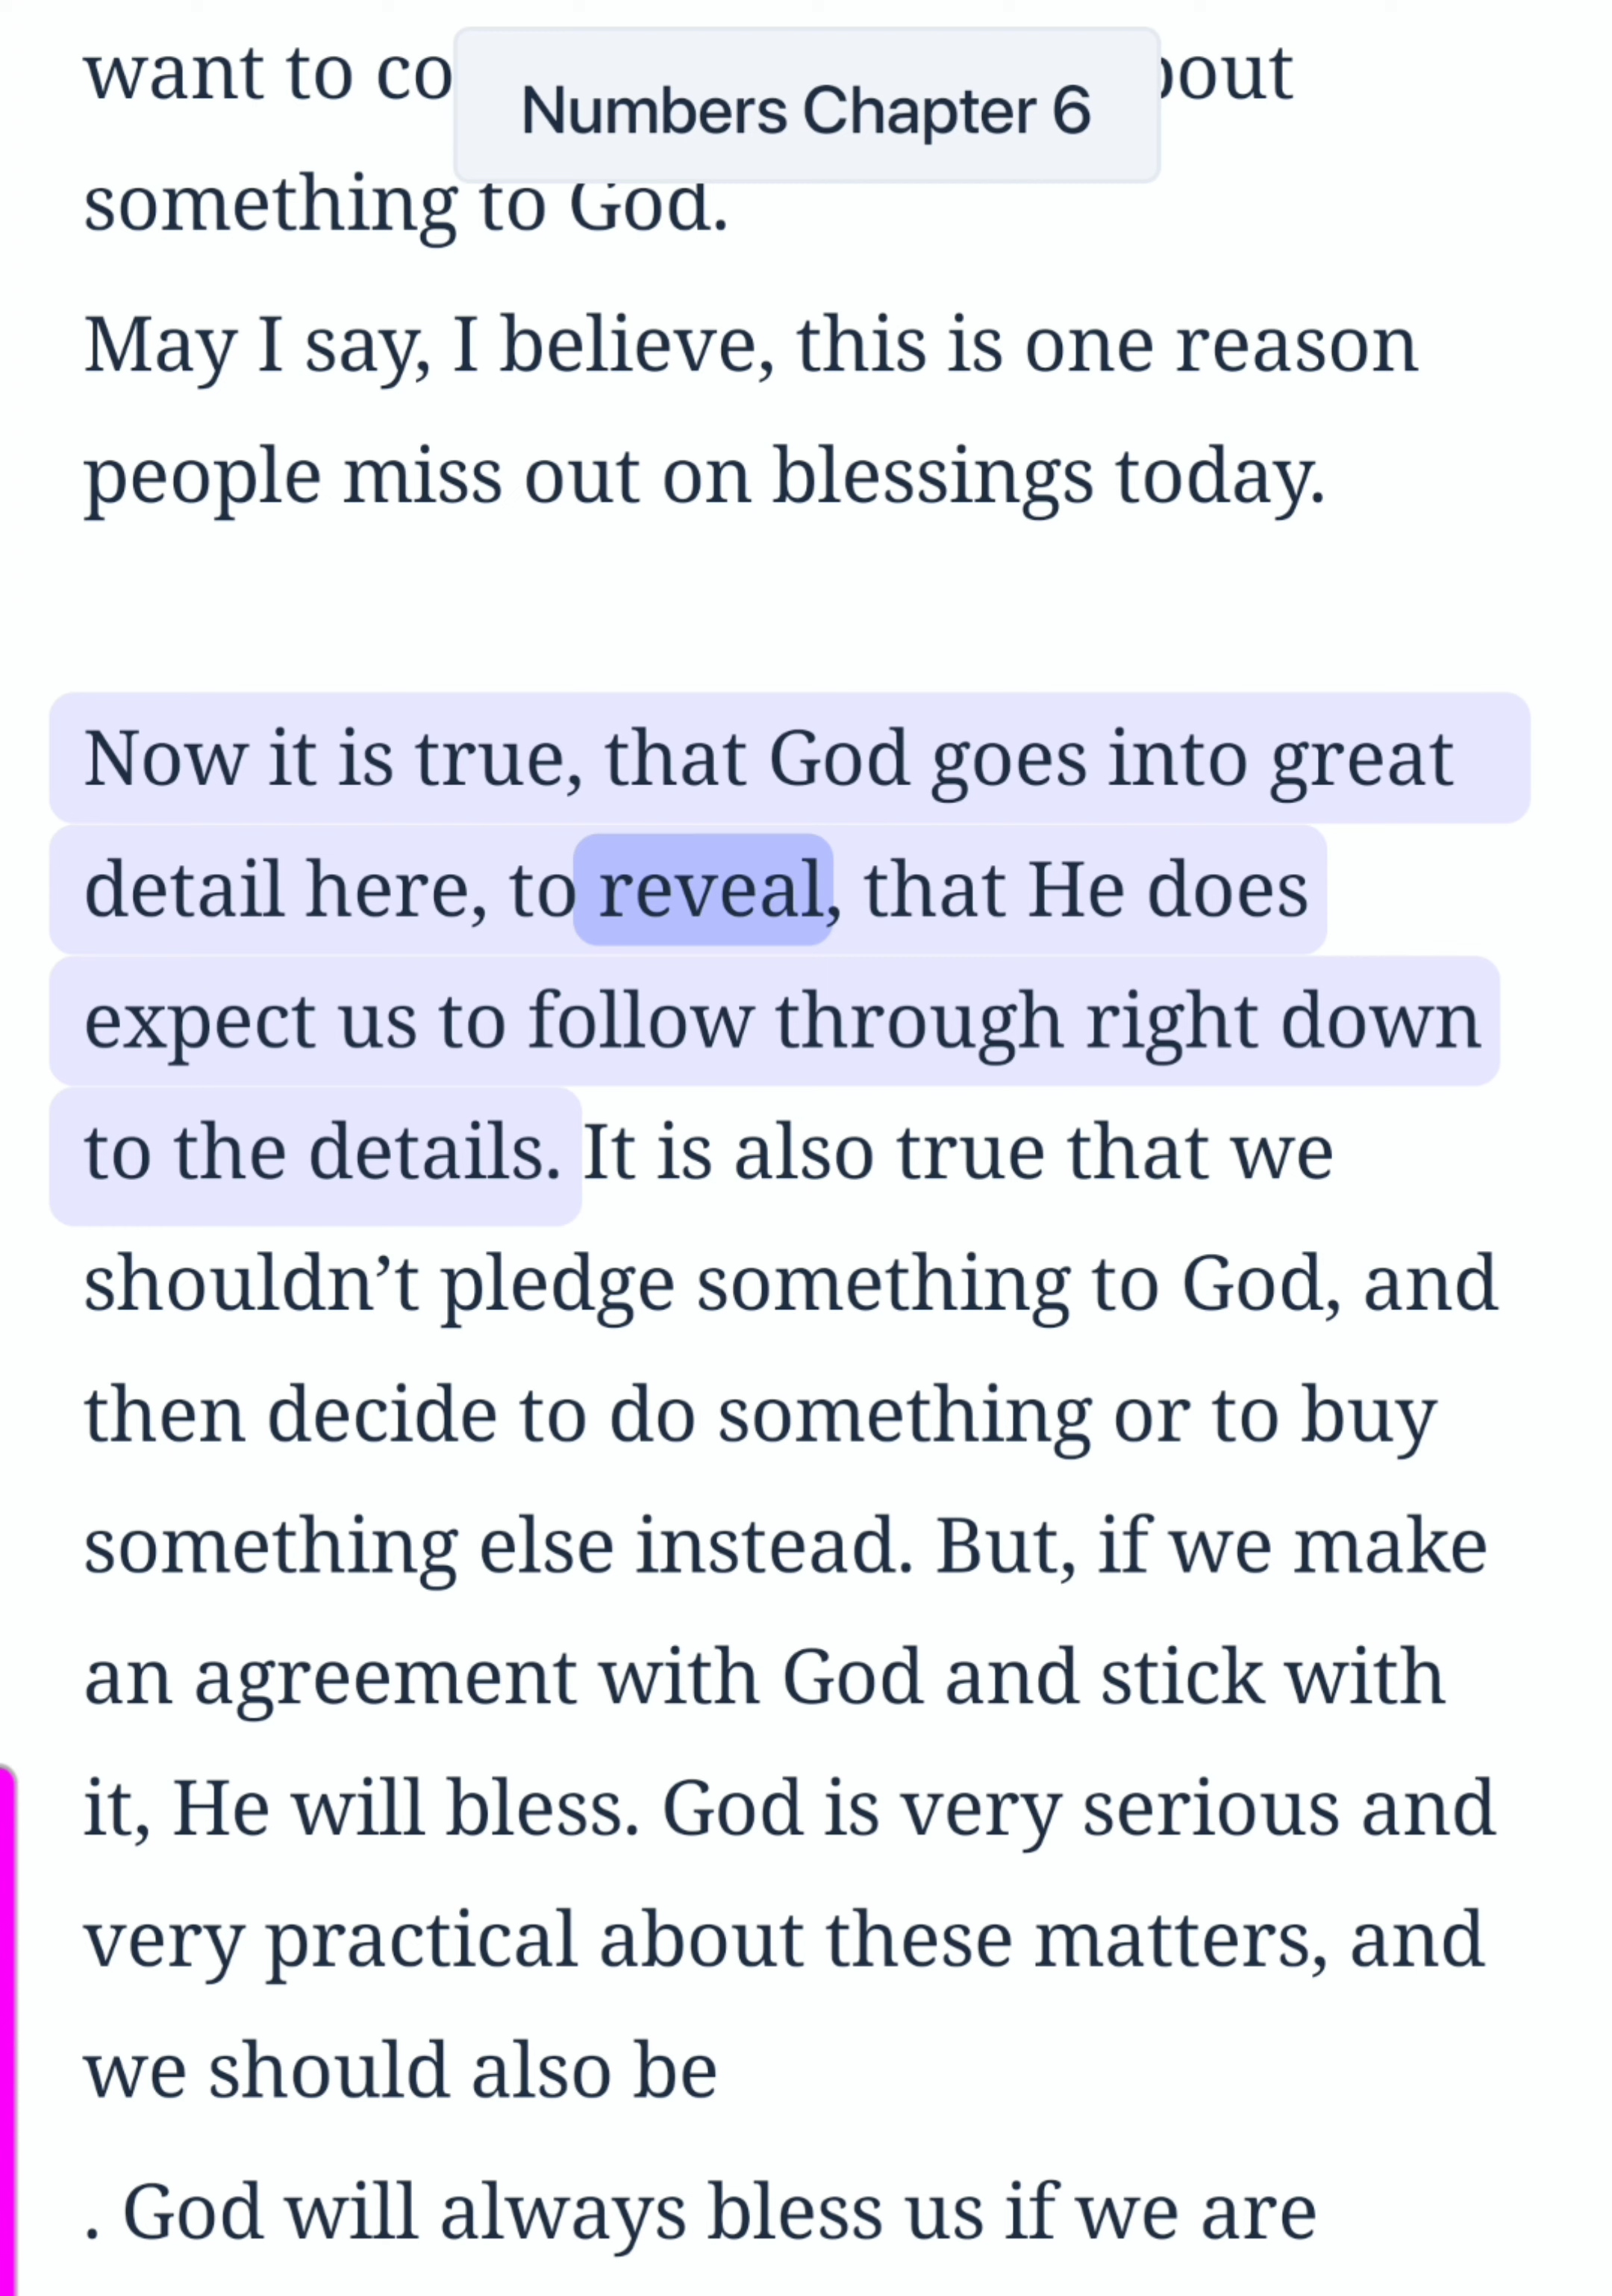 Numbers Chapter 6
want to
something to God.
May I say, I believe, this is one reason
people miss out on blessings today.
Now it is true, that God goes into great
detail here, to reveal, that He does
expect us to follow through right down
to the details. It is also true that we
shouldn’t pledge something to God, and
then decide to do something or to buy
something else instead. But, if we make
an agreement with God and stick with
it, He will bless. God is very serious and
very practical about these matters, and
we should also be
. God will always bless us if we are